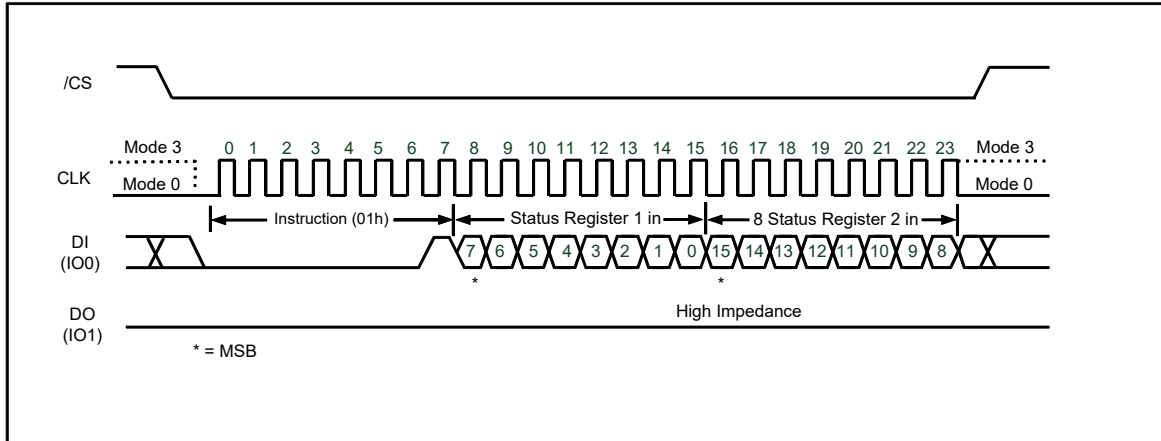 /CS
Mode 3 0 1 2 3 4 5 6 7 8 9 10 11 12 13 14 15 16 17 18 19 20 21 22 23 Mode 3
CLK
Mode 0 Mode 0
Instruction (01h) Status Register 1 in 8 Status Register 2 in
DI
(IO0)
7 6 5 4 3 2 1 0 15 14 13 12 11 10 9 8
* *
High Impedance
DO
(IO1)
* = MSB